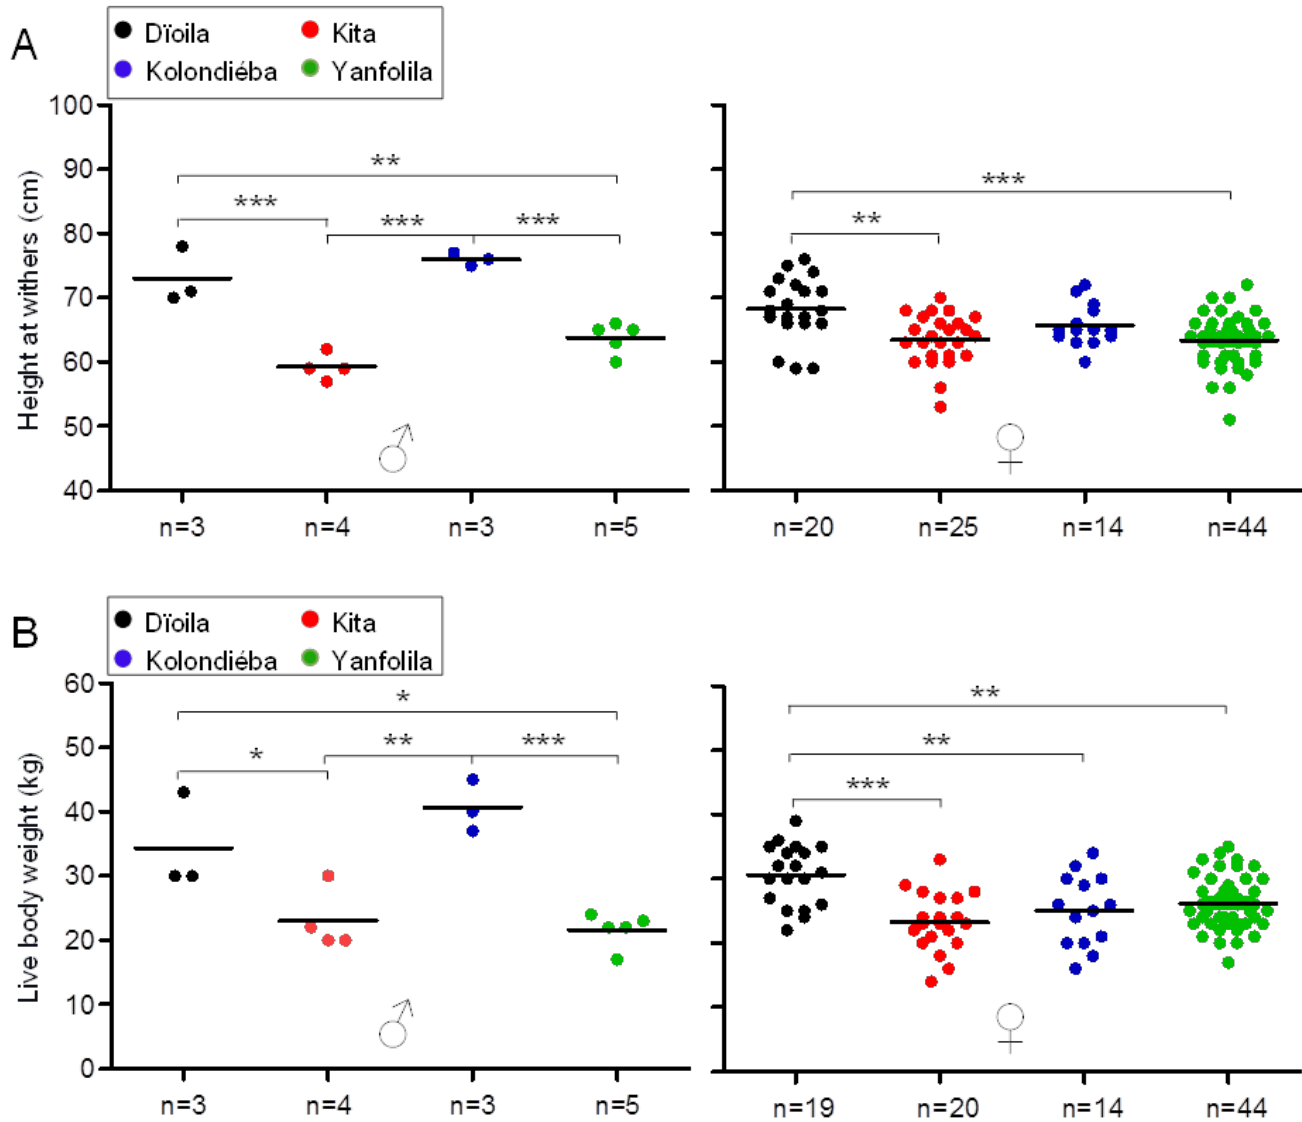 A
Dïoila Kita
Kolondiéba Yanfolila
Height at withers (cm)
100
90
80
70
60
50
40
** 
*** *** ***
***
**
♂
♀
n=3 n=4 n=3 n=5
n=20 n=25 n=14 n=44
B
Dïoila Kita
Kolondiéba Yanfolila
Live body weight (kg)
60
50
40
30
20
10
0
*
* ** ***
**
**
***
♂
♀
n=3 n=4 n=3 n=5
n=19 n=20 n=14 n=44